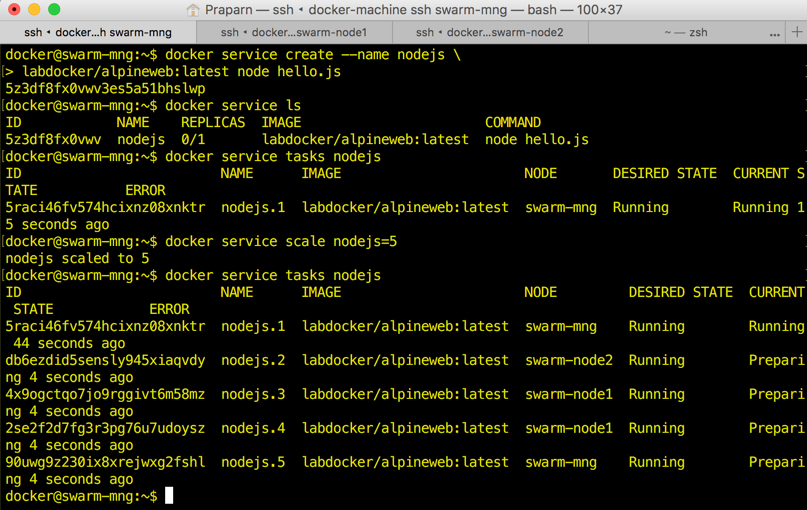 Praparn — ssh ◂ docker-machine ssh swarm-mng — bash — 100×37
ssh ◂ docker...h swarm-mng
ssh ◂ docker...swarm-node1
ssh ◂ docker...swarm-node2
~ — zsh
... +
docker@swarm-mng:~$ docker service create --name nodejs \
[> labdocker/alpineweb:latest node hello.js
5z3df8fx0vwv3es5a51bhslwp
[docker@swarm-mng:~$ docker service ls
ID            NAME    REPLICAS  IMAGE                       COMMAND
5z3df8fx0vwv  nodejs  0/1       labdocker/alpineweb:latest  node hello.js
[docker@swarm-mng:~$ docker service tasks nodejs
ID                         NAME      IMAGE                       NODE       DESIRED STATE  CURRENT S
TATE           ERROR
5raci46fv574hcixnz08xnktr  nodejs.1  labdocker/alpineweb:latest  swarm-mng  Running        Running 1
5 seconds ago
[docker@swarm-mng:~$ docker service scale nodejs=5
nodejs scaled to 5
[docker@swarm-mng:~$ docker service tasks nodejs
ID                         NAME      IMAGE                       NODE         DESIRED STATE  CURRENT
 STATE            ERROR
5raci46fv574hcixnz08xnktr  nodejs.1  labdocker/alpineweb:latest  swarm-mng    Running        Running
 44 seconds ago
db6ezdid5sensly945xiaqvdy  nodejs.2  labdocker/alpineweb:latest  swarm-node2  Running        Prepari
ng 4 seconds ago
4x9ogctqo7jo9rggivt6m58mz  nodejs.3  labdocker/alpineweb:latest  swarm-node1  Running        Prepari
ng 4 seconds ago
2se2f2d7fg3r3pg76u7udoysz  nodejs.4  labdocker/alpineweb:latest  swarm-node1  Running        Prepari
ng 4 seconds ago
90uwg9z230ix8xrejwxg2fshl  nodejs.5  labdocker/alpineweb:latest  swarm-mng    Running        Prepari
ng 4 seconds ago
docker@swarm-mng:~$